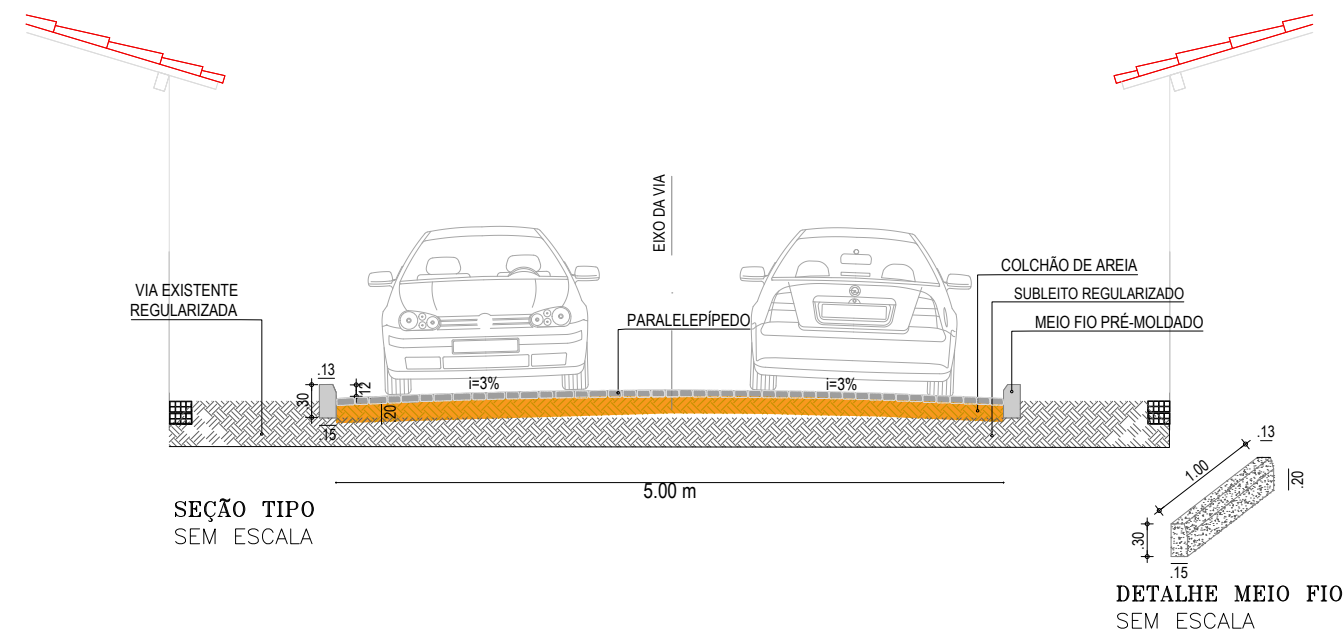 EIXO DA VIA
COLCHÃO DE AREIA
VIA EXISTENTE
REGULARIZADA
SUBLEITO REGULARIZADO
PARALELEPÍPEDO
MEIO FIO PRÉ-MOLDADO
.13
.12
i=3%
i=3%
.30
.20
.15
5.00 m
SEÇÃO TIPO
SEM ESCALA
.13
1.00
.20
.30
.15
DETALHE MEIO FIO
SEM ESCALA